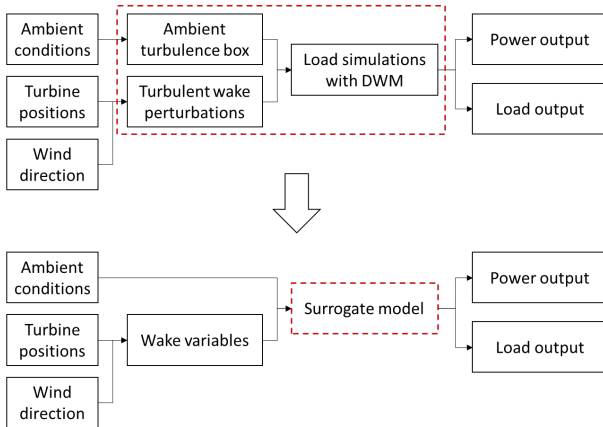 Ambient
conditions
Turbine
positions
Wind
direction
Ambient
turbulence box
Turbulent wake
perturbations
Load simulations
with DWM
Power output
Load output
Ambient
conditions
Turbine
positions
Wind
direction
Wake variables
Surrogate model
Power output
Load output